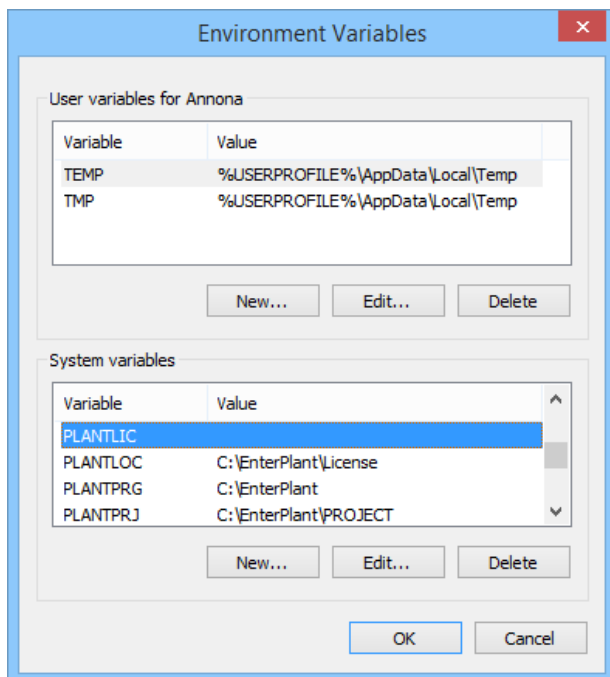 Environment Variables
User variables for Annona
Variable Value
TEMP %USERPROFILE%\AppData\Local\Temp
TMP %USERPROFILE%\AppData\Local\Temp
New... Edit... Delete
System variables
Variable Value
PLANTLIC
PLANTLOC C:\EnterPlant\License
PLANTPRG C:\EnterPlant
PLANTPRJ C:\EnterPlant\PROJECT
New... Edit... Delete
OK Cancel